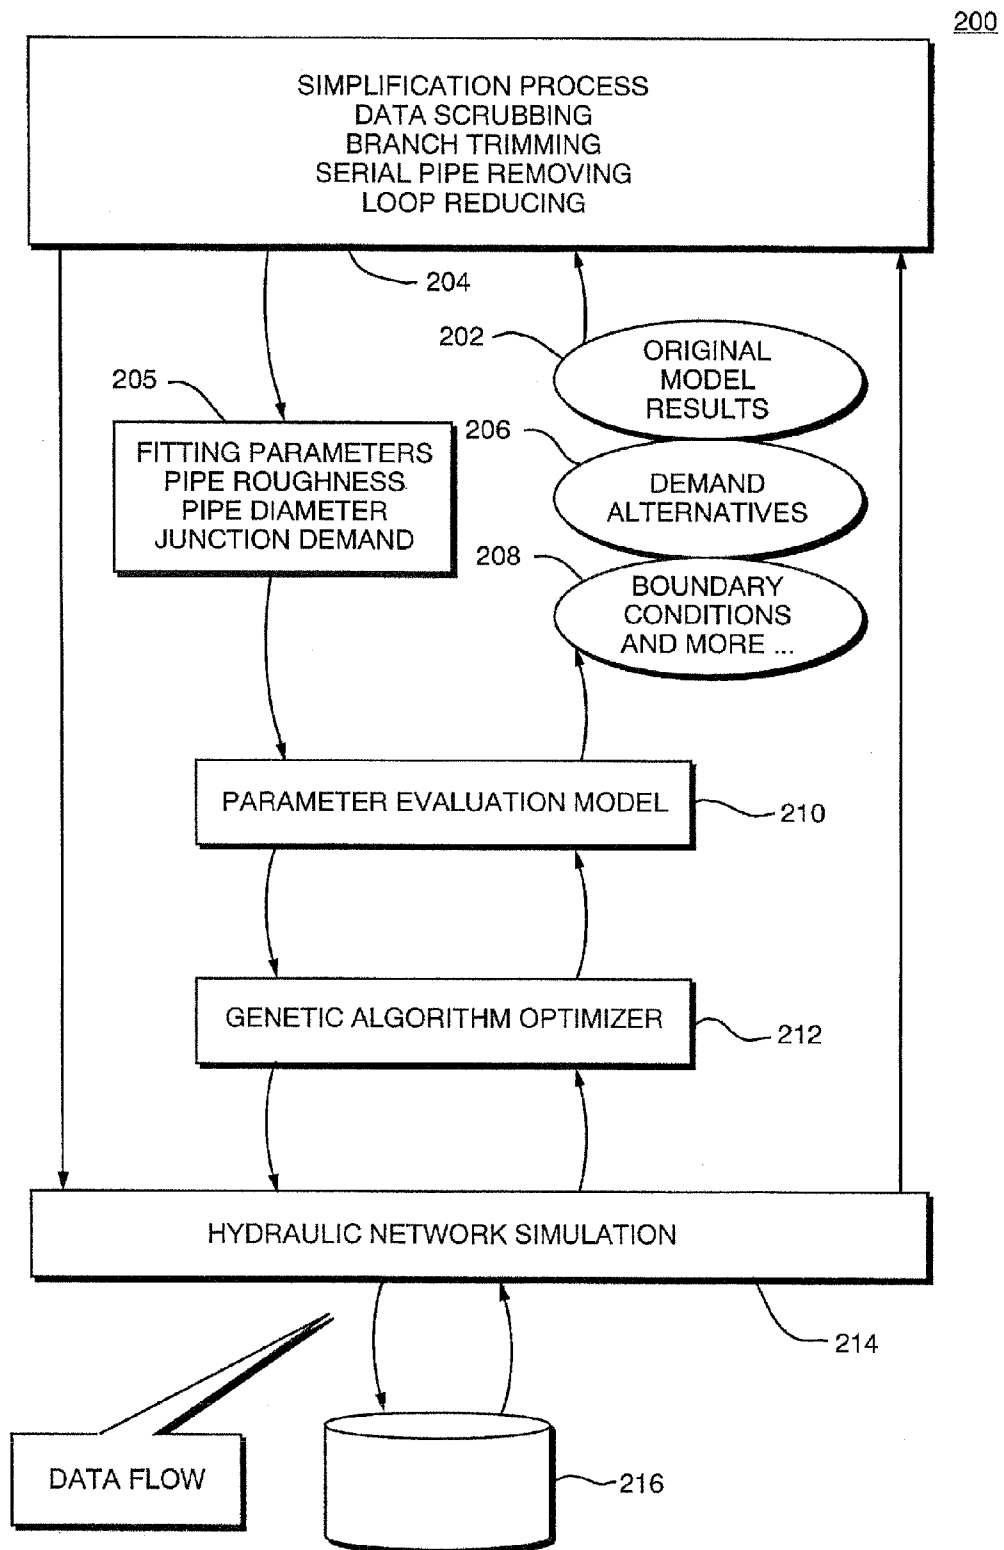 200
SIMPLIFICATION PROCESS
DATA SCRUBBING
BRANCH TRIMMING
SERIAL PIPE REMOVING
LOOP REDUCING
204
202
ORIGINAL
MODEL
RESULTS
205
FITTING PARAMETERS
PIPE ROUGHNESS
PIPE DIAMETER
JUNCTION DEMAND
206
DEMAND
ALTERNATIVES
208
BOUNDARY
CONDITIONS
AND MORE ...
PARAMETER EVALUATION MODEL
210
GENETIC ALGORITHM OPTIMIZER
212
HYDRAULIC NETWORK SIMULATION
214
DATA FLOW
216